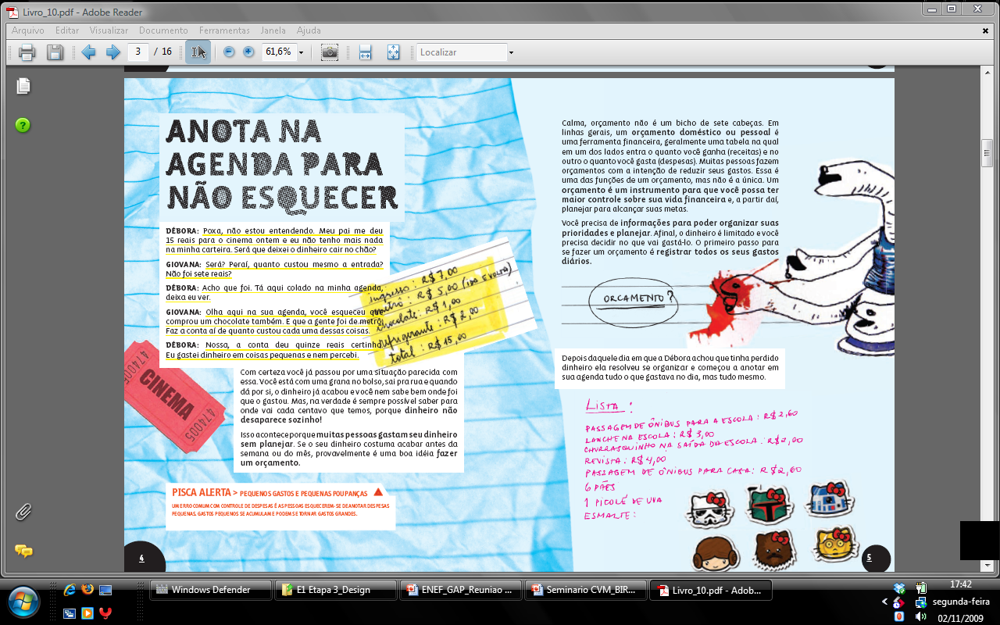 Livro_10.pdf - Adobe Reader
Arquivo Editar Visualizar Documento Ferramentas Janela Ajuda
3 / 16 61,6% Localizar
ANOTA NA
AGENDA PARA
NÃO ESQUECER
DÉBORA: Poxa, não estou entendendo. Meu pai me deu
15 reais para o cinema ontem e eu não tenho mais nada
na minha carteira. Será que deixei o dinheiro cair no chão?
GIOVANA: Será? Peraí, quanto custou mesmo a entrada?
Não foi sete reais?
DÉBORA: Acho que foi. Tá aqui colado na minha agenda,
deixa eu ver.
GIOVANA: Olha aqui na sua agenda, você esqueceu que
comprou um chocolate também. E que a gente foi de metrô.
Faz a conta aí de quanto custou cada uma dessas coisas.
DÉBORA: Nossa, a conta deu quinze reais certinho.
Eu gastei dinheiro em coisas pequenas e nem percebi.
ingresso: R$ 7,00
metrô: R$ 5,00 (ida e volta)
chocolate: R$ 1,00
refrigerante: R$ 2,00
total: R$ 15,00
474005
CINEMA
474005
Com certeza você já passou por uma situação parecida com
essa. Você está com uma grana no bolso, sai pra rua e quando
dá por si, o dinheiro já acabou e você nem sabe bem onde foi
que o gastou. Mas, na verdade é sempre possível saber para
onde vai cada centavo que temos, porque dinheiro não
desaparece sozinho!
Isso acontece porque muitas pessoas gastam seu dinheiro
sem planejar. Se o seu dinheiro costuma acabar antes da
semana ou do mês, provavelmente é uma boa idéia fazer
um orçamento.
PISCA ALERTA > PEQUENOS GASTOS E PEQUENAS POUPANÇAS
UM ERRO COMUM COM CONTROLE DE DESPESAS É AS PESSOAS ESQUECEREM-SE DE ANOTAR DESPESAS
PEQUENAS. GASTOS PEQUENOS SE ACUMULAM E PODEM SE TORNAR GASTOS GRANDES.
4
Calma, orçamento não é um bicho de sete cabeças. Em
linhas gerais, um orçamento doméstico ou pessoal é
uma ferramenta financeira, geralmente uma tabela na qual
em um dos lados entra o quanto você ganha (receitas) e no
outro o quanto você gasta (despesas). Muitas pessoas fazem
orçamentos com a intenção de reduzir seus gastos. Essa é
uma das funções de um orçamento, mas não é a única. Um
orçamento é um instrumento para que você possa ter
maior controle sobre sua vida financeira e, a partir daí,
planejar para alcançar suas metas.
Você precisa de informações para poder organizar suas
prioridades e planejar. Afinal, o dinheiro é limitado e você
precisa decidir no que vai gastá-lo. O primeiro passo para
se fazer um orçamento é registrar todos os seus gastos
diários.
ORÇAMENTO?
Depois daquele dia em que a Débora achou que tinha perdido
dinheiro ela resolveu se organizar e começou a anotar em
sua agenda tudo o que gastava no dia, mas tudo mesmo.
LISTA:
PASSAGEM DE ÔNIBUS PARA A ESCOLA: R$ 2,60
LANCHE NA ESCOLA: R$ 3,00
CHURRASQUINHO NA SAÍDA DA ESCOLA: R$ 2,00
REVISTA: R$ 4,00
PASSAGEM DE ÔNIBUS PARA CASA: R$ 2,60
6 PÃES
1 PICOLÉ DE UVA
ESMALTE:
5
Windows Defender E1 Etapa 3_Design ENEF_GAP_Reuniao ... Seminario CVM_BIR... Livro_10.pdf - Adob...
17:42
segunda-feira
02/11/2009